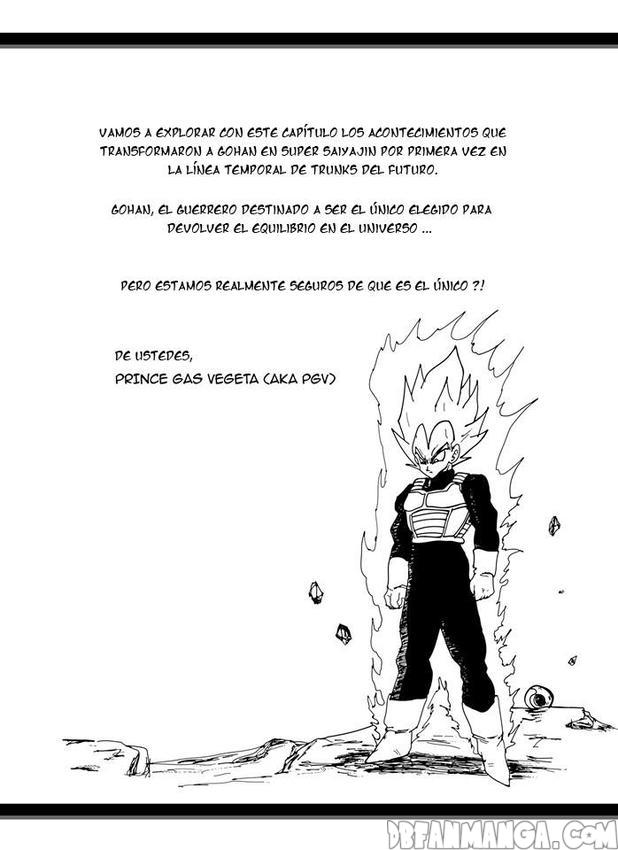 VAMOS A EXPLORAR CON ESTE CAPÍTULO LOS ACONTECIMIENTOS QUE
TRANSFORMARON A GOHAN EN SUPER SAIYAJIN POR PRIMERA VEZ EN
LA LÍNEA TEMPORAL DE TRUNKS DEL FUTURO.
GOHAN, EL GUERRERO DESTINADO A SER EL ÚNICO ELEGIDO PARA
DEVOLVER EL EQUILIBRIO EN EL UNIVERSO ...
PERO ESTAMOS REALMENTE SEGUROS DE QUE ES EL ÚNICO ?!
DE USTEDES,
PRINCE GAS VEGETA (AKA PGV)
DBFANMANGA.COM